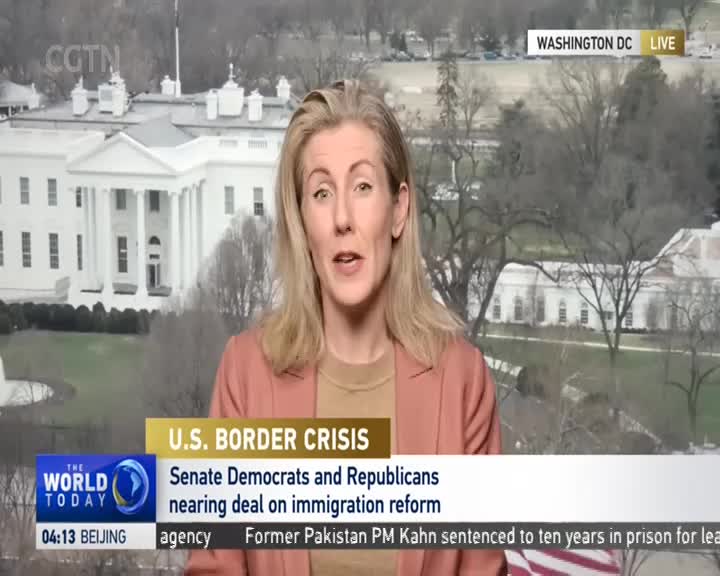 CGTN
WASHINGTON DC LIVE
U.S. BORDER CRISIS
THE
WORLD
TODAY
Senate Democrats and Republicans
nearing deal on immigration reform
04:13 BEIJING
agency Former Pakistan PM Kahn sentenced to ten years in prison for lea